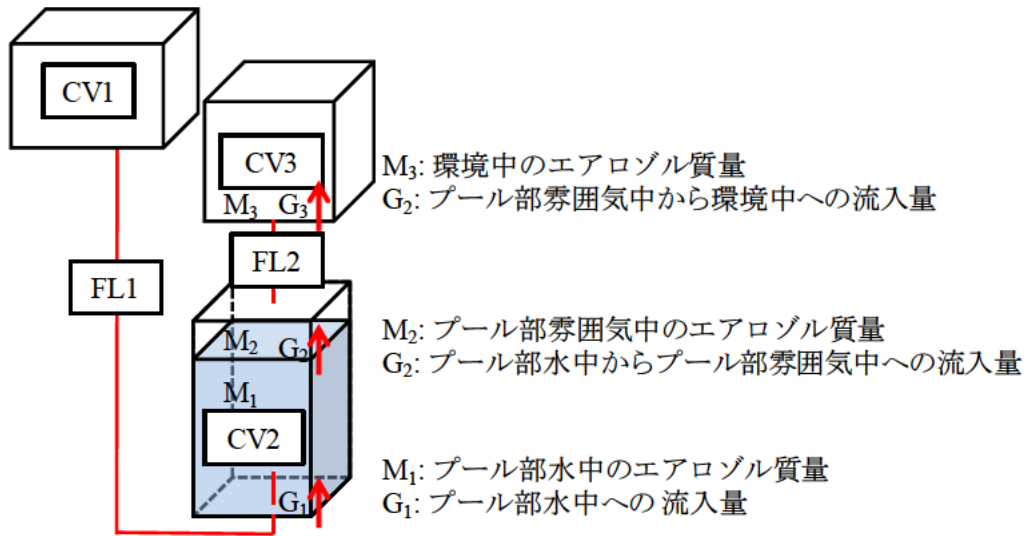 CV1
CV3
M₃ G₃
M₃: 環境中のエアロゾル質量
G₂: プール部雰囲気中から環境中への流入量
FL1
FL2
M₂ G₂
M₂: プール部雰囲気中のエアロゾル質量
G₂: プール部水中からプール部雰囲気中への流入量
M₁
CV2
G₁
M₁: プール部水中のエアロゾル質量
G₁: プール部水中への 流入量